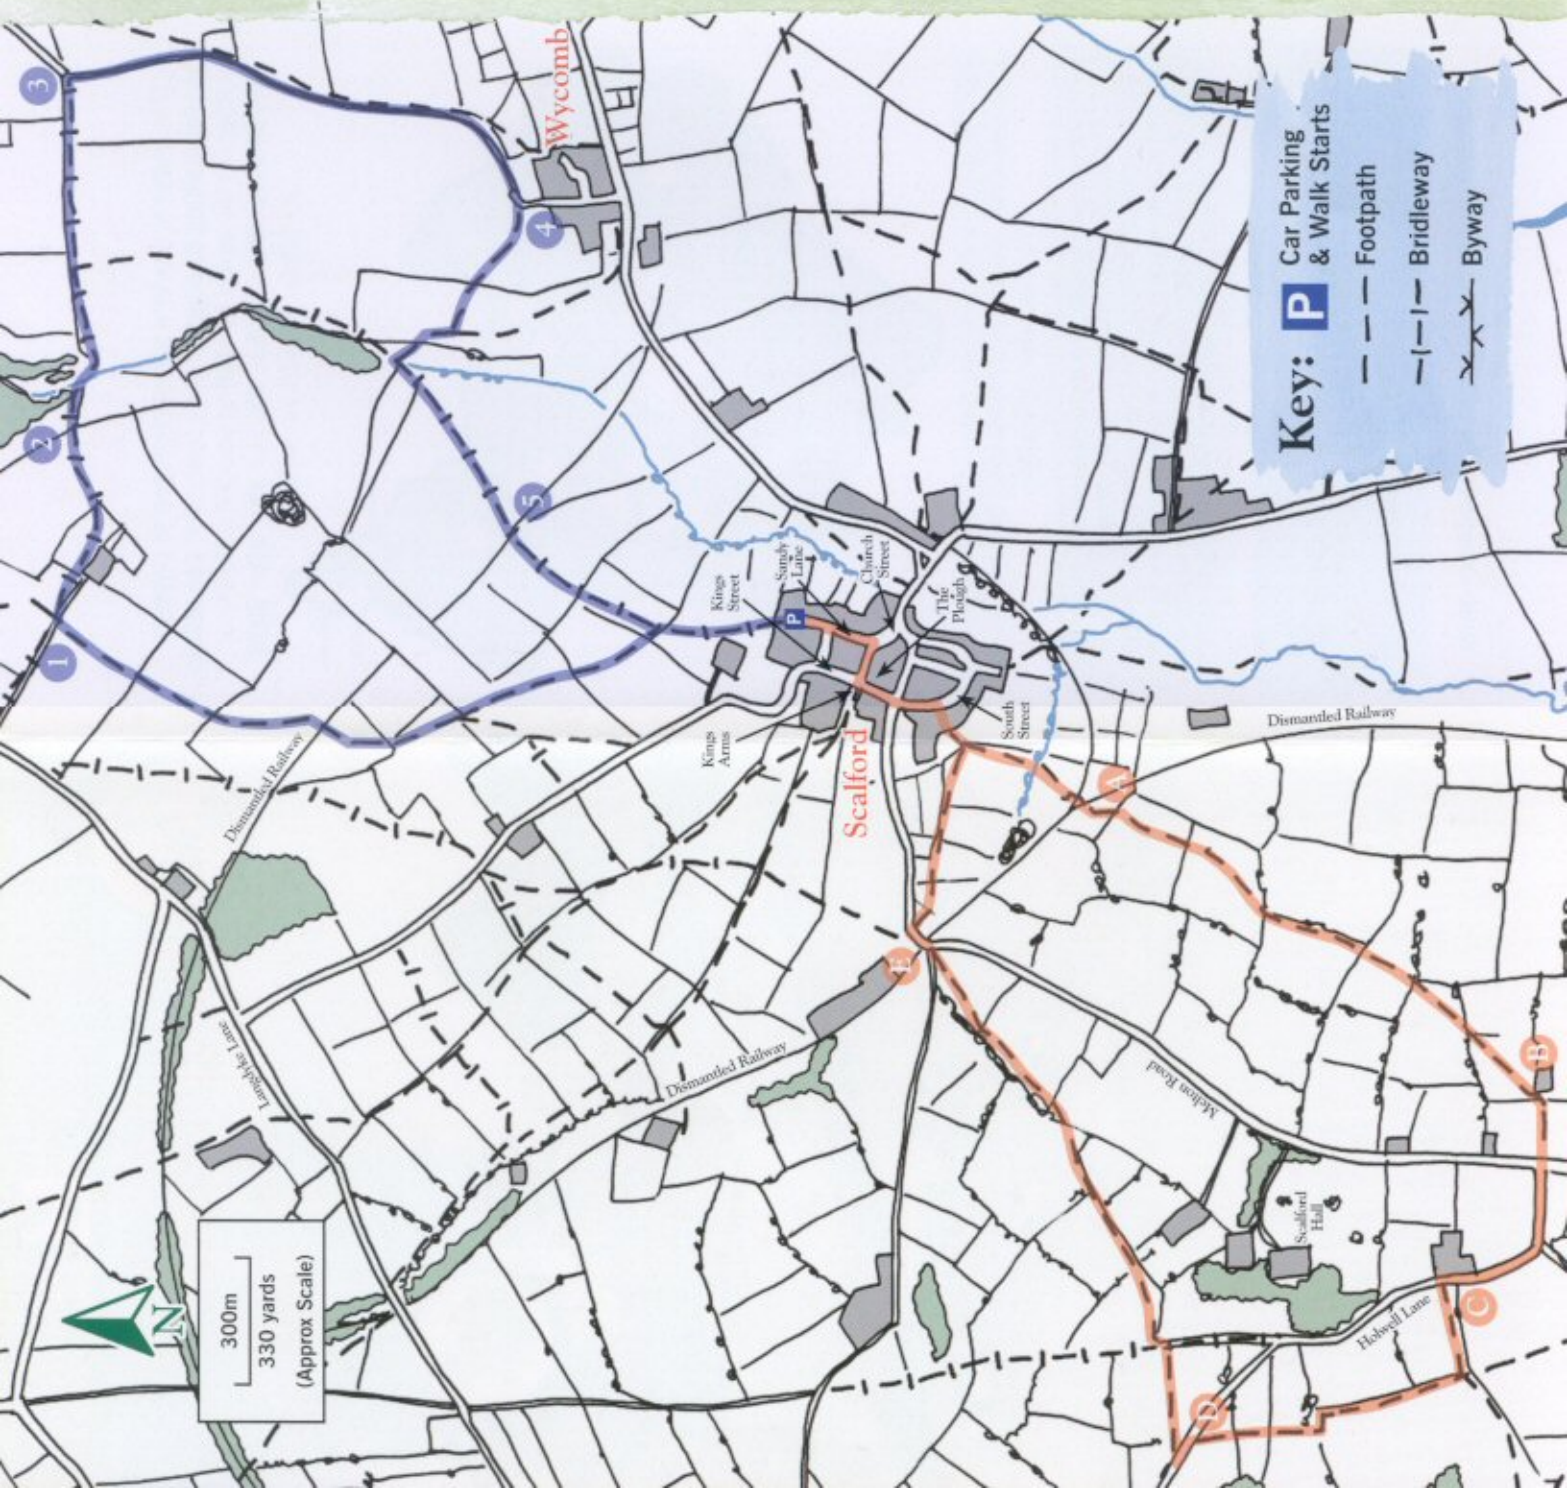 Wycomb
3
4
2
5
1
Kings
Street
Sandy
Lane
Church
Street
The
Plough
P
Kings
Arms
South
Street
Scalford
Dismantled Railway
Dismantled Railway
A
E
B
Langdyke Lane
Dismantled Railway
Melton Road
Scalford
Hall
Holwell Lane
C
D
N
300m
330 yards
(Approx Scale)
Key:
P Car Parking
& Walk Starts
Footpath
Bridleway
Byway